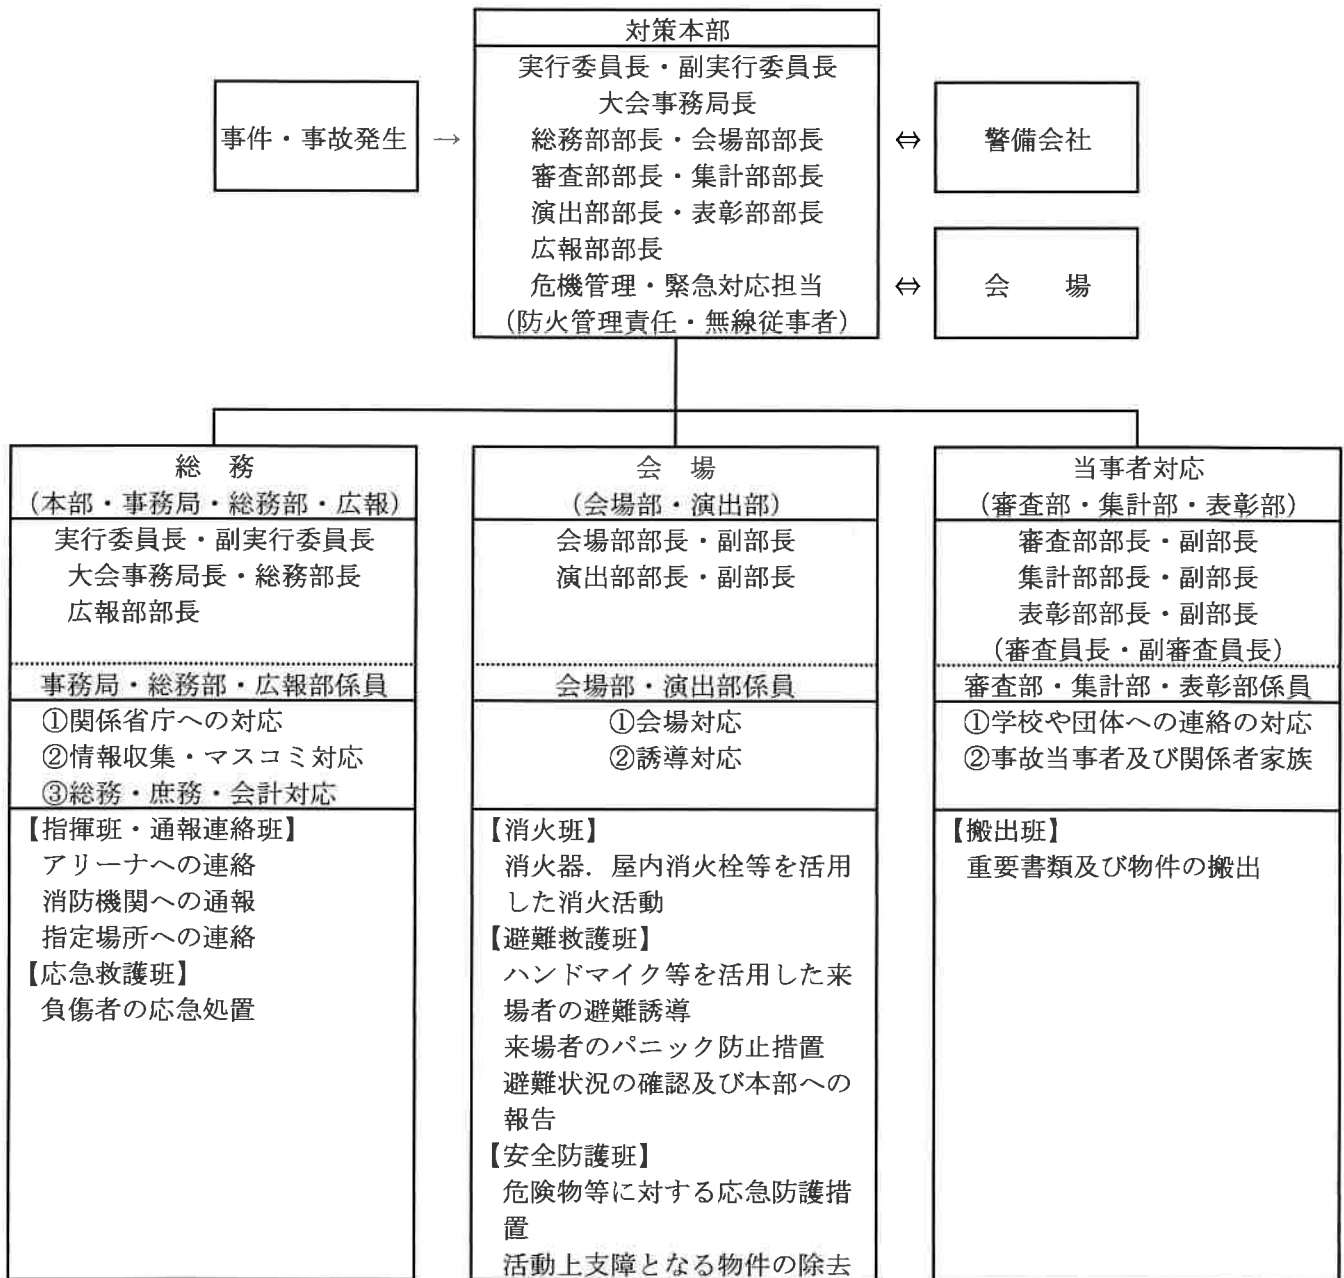 対策本部
実行委員長・副実行委員長
大会事務局長
総務部部長・会場部部長
審査部部長・集計部部長
演出部部長・表彰部部長
広報部部長
危機管理・緊急対応担当
(防火管理責任・無線従事者)
事件・事故発生
→
⇔
警備会社
⇔
会 場
総 務
(本部・事務局・総務部・広報)
実行委員長・副実行委員長
大会事務局長・総務部長
広報部部長
事務局・総務部・広報部係員
①関係省庁への対応
②情報収集・マスコミ対応
③総務・庶務・会計対応
【指揮班・通報連絡班】
アリーナへの連絡
消防機関への通報
指定場所への連絡
【応急救護班】
負傷者の応急処置
会 場
(会場部・演出部)
会場部部長・副部長
演出部部長・副部長
会場部・演出部係員
①会場対応
②誘導対応
【消火班】
消火器．屋内消火栓等を活用
した消火活動
【避難救護班】
ハンドマイク等を活用した来
場者の避難誘導
来場者のパニック防止措置
避難状況の確認及び本部への
報告
【安全防護班】
危険物等に対する応急防護措
置
活動上支障となる物件の除去
当事者対応
(審査部・集計部・表彰部)
審査部部長・副部長
集計部部長・副部長
表彰部部長・副部長
(審査員長・副審査員長)
審査部・集計部・表彰部係員
①学校や団体への連絡の対応
②事故当事者及び関係者家族
【搬出班】
重要書類及び物件の搬出